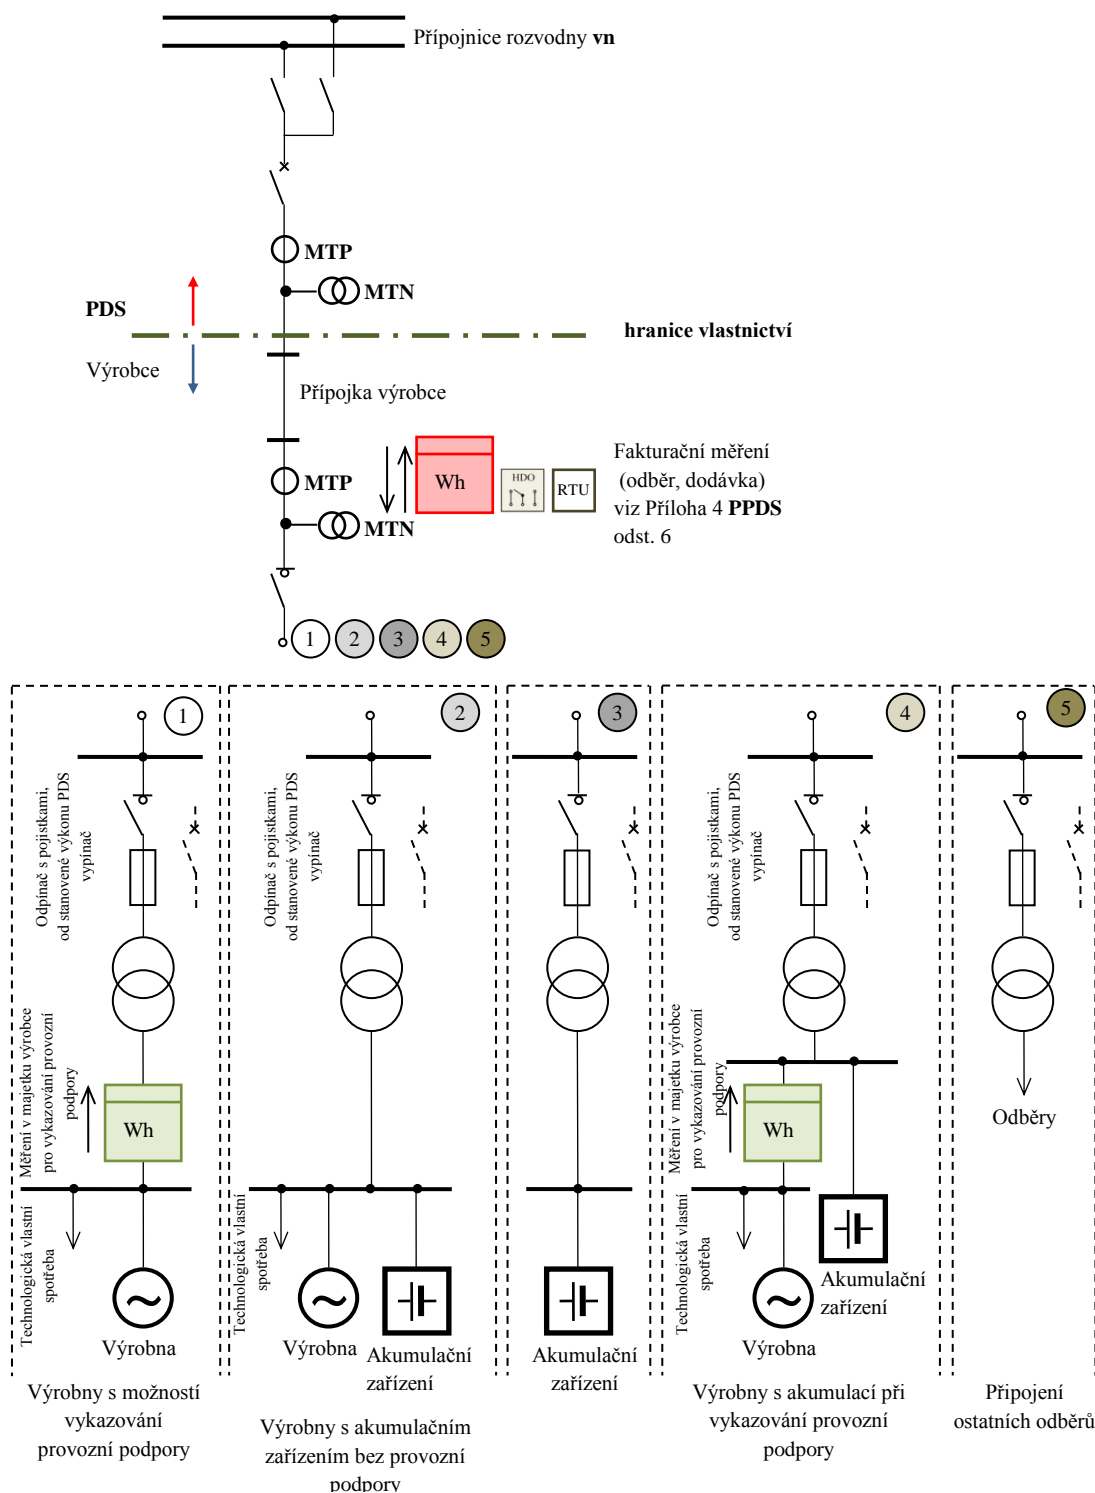 Přípojnice rozvodny vn
MTP
MTN
PDS
hranice vlastnictví
Výrobce
Přípojka výrobce
MTP
MTN
Wh
HDO
RTU
Fakturační měření
(odběr, dodávka)
viz Příloha 4 PPDS
odst. 6
1 2 3 4 5
1
Odpínač s pojistkami,
od stanovené výkonu PDS
vypínač
Měření v majetku výrobce
pro vykazování provozní
podpory
Wh
Technologická vlastní
spotřeba
Výrobna
Výrobny s možností
vykazování
provozní podpory
2
Odpínač s pojistkami,
od stanovené výkonu PDS
vypínač
Technologická vlastní
spotřeba
Výrobna
Akumulační
zařízení
Výrobny s akumulačním
zařízením bez provozní
podpory
3
Akumulační
zařízení
4
Odpínač s pojistkami,
od stanovené výkonu PDS
vypínač
Měření v majetku výrobce
pro vykazování provozní
podpory
Wh
Technologická vlastní
spotřeba
Výrobna
Akumulační
zařízení
Výrobny s akumulací při
vykazování provozní
podpory
5
Odběry
Připojení
ostatních odběrů